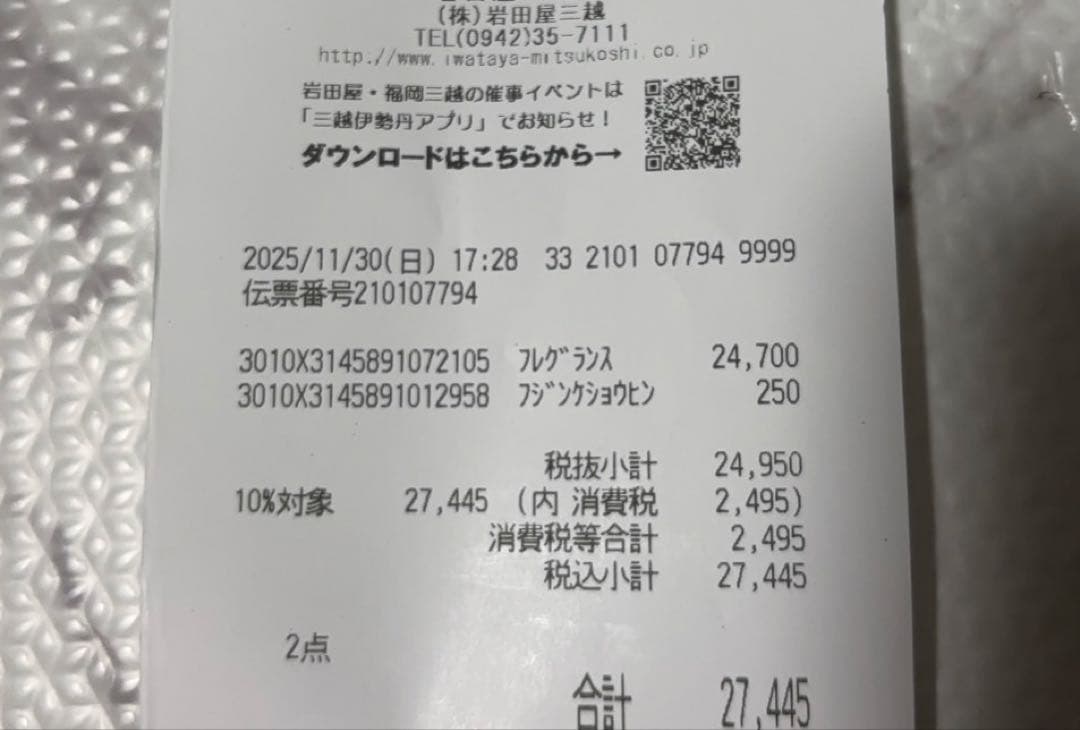 (株)岩田屋三越
TEL(0942)35-7111
http://www.iwataya-mitsukoshi.co.jp
岩田屋・福岡三越の催事イベントは
「三越伊勢丹アプリ」でお知らせ！
ダウンロードはこちらから→
2025/11/30(日) 17:28 33 2101 07794 9999
伝票番号210107794
3010X3145891072105 ﾌﾚｸﾞﾗﾝｽ 24,700
3010X3145891012958 ﾌｼﾞﾝｹｼｮｳﾋﾝ 250
税抜小計 24,950
10%対象 27,445 (内 消費税 2,495)
消費税等合計 2,495
税込小計 27,445
2点
合計 27,445